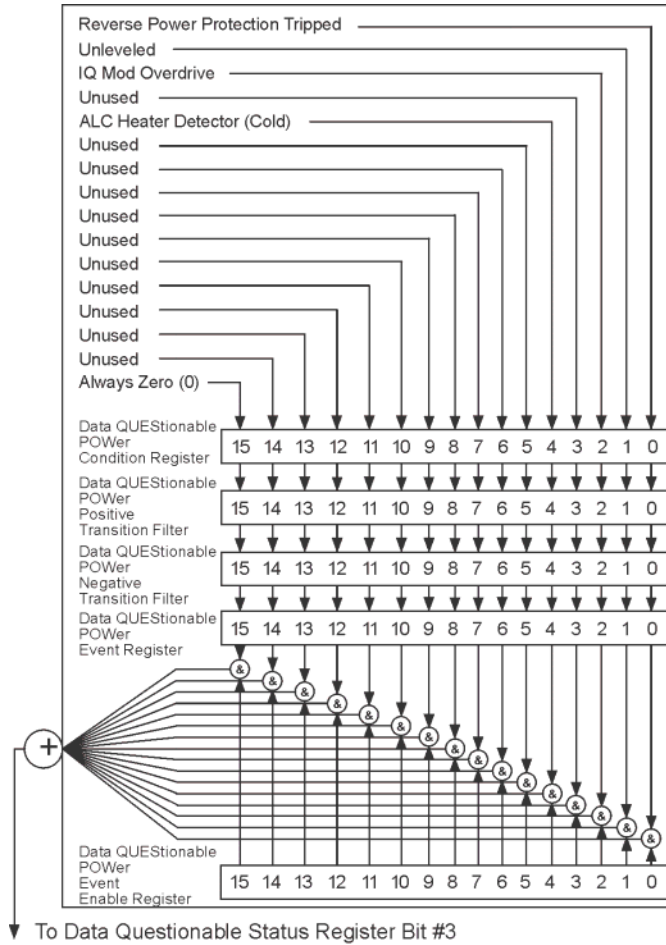 Reverse Power Protection Tripped
Unleveled
IQ Mod Overdrive
Unused
ALC Heater Detector (Cold)
Unused
Unused
Unused
Unused
Unused
Unused
Unused
Unused
Unused
Unused
Always Zero (0)
Data QUEStionable
POWer
Condition Register
15 14 13 12 11 10 9 8 7 6 5 4 3 2 1 0
Data QUEStionable
POWer
Positive
Transition Filter
15 14 13 12 11 10 9 8 7 6 5 4 3 2 1 0
Data QUEStionable
POWer
Negative
Transition Filter
15 14 13 12 11 10 9 8 7 6 5 4 3 2 1 0
Data QUEStionable
POWer
Event Register
15 14 13 12 11 10 9 8 7 6 5 4 3 2 1 0
& & & & & & & & & & & & & & & &
+
Data QUEStionable
POWer
Event
Enable Register
15 14 13 12 11 10 9 8 7 6 5 4 3 2 1 0
To Data Questionable Status Register Bit #3